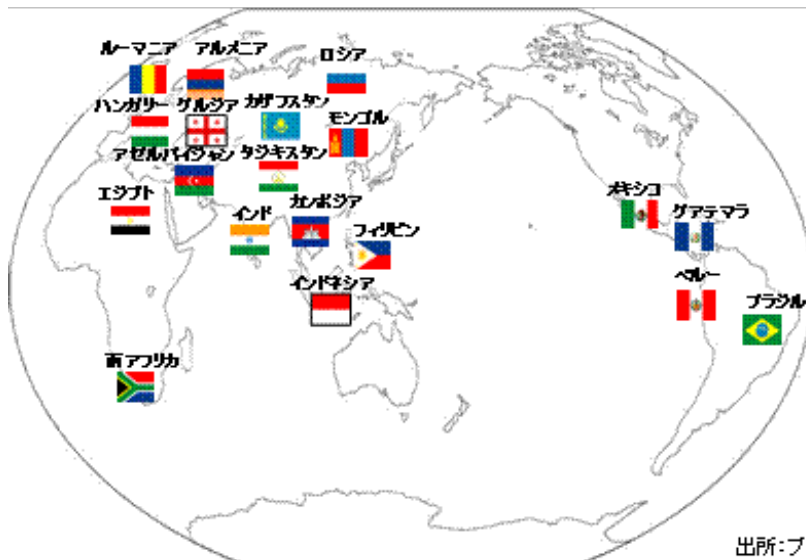 ルーマニア
アルメニア
ロシア
ハンガリー
グルジア
カザフスタン
モンゴル
アゼルバイジャン
タジキスタン
エジプト
インド
カンボジア
フィリピン
インドネシア
メキシコ
グアテマラ
ペルー
ブラジル
南アフリカ
出所:ブ